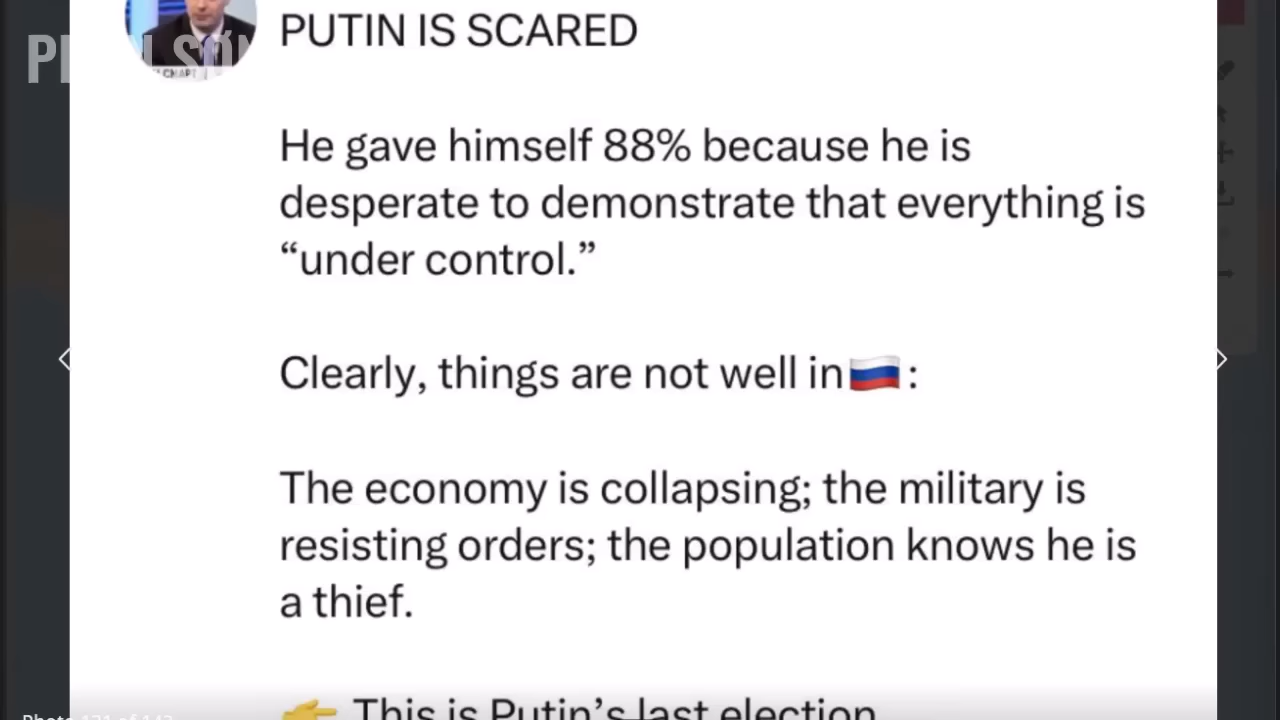 PUTIN IS SCARED
He gave himself 88% because he is
desperate to demonstrate that everything is
“under control.”
Clearly, things are not well in🇷🇺:
The economy is collapsing; the military is
resisting orders; the population knows he is
a thief.
👉 This is Putin’s last election